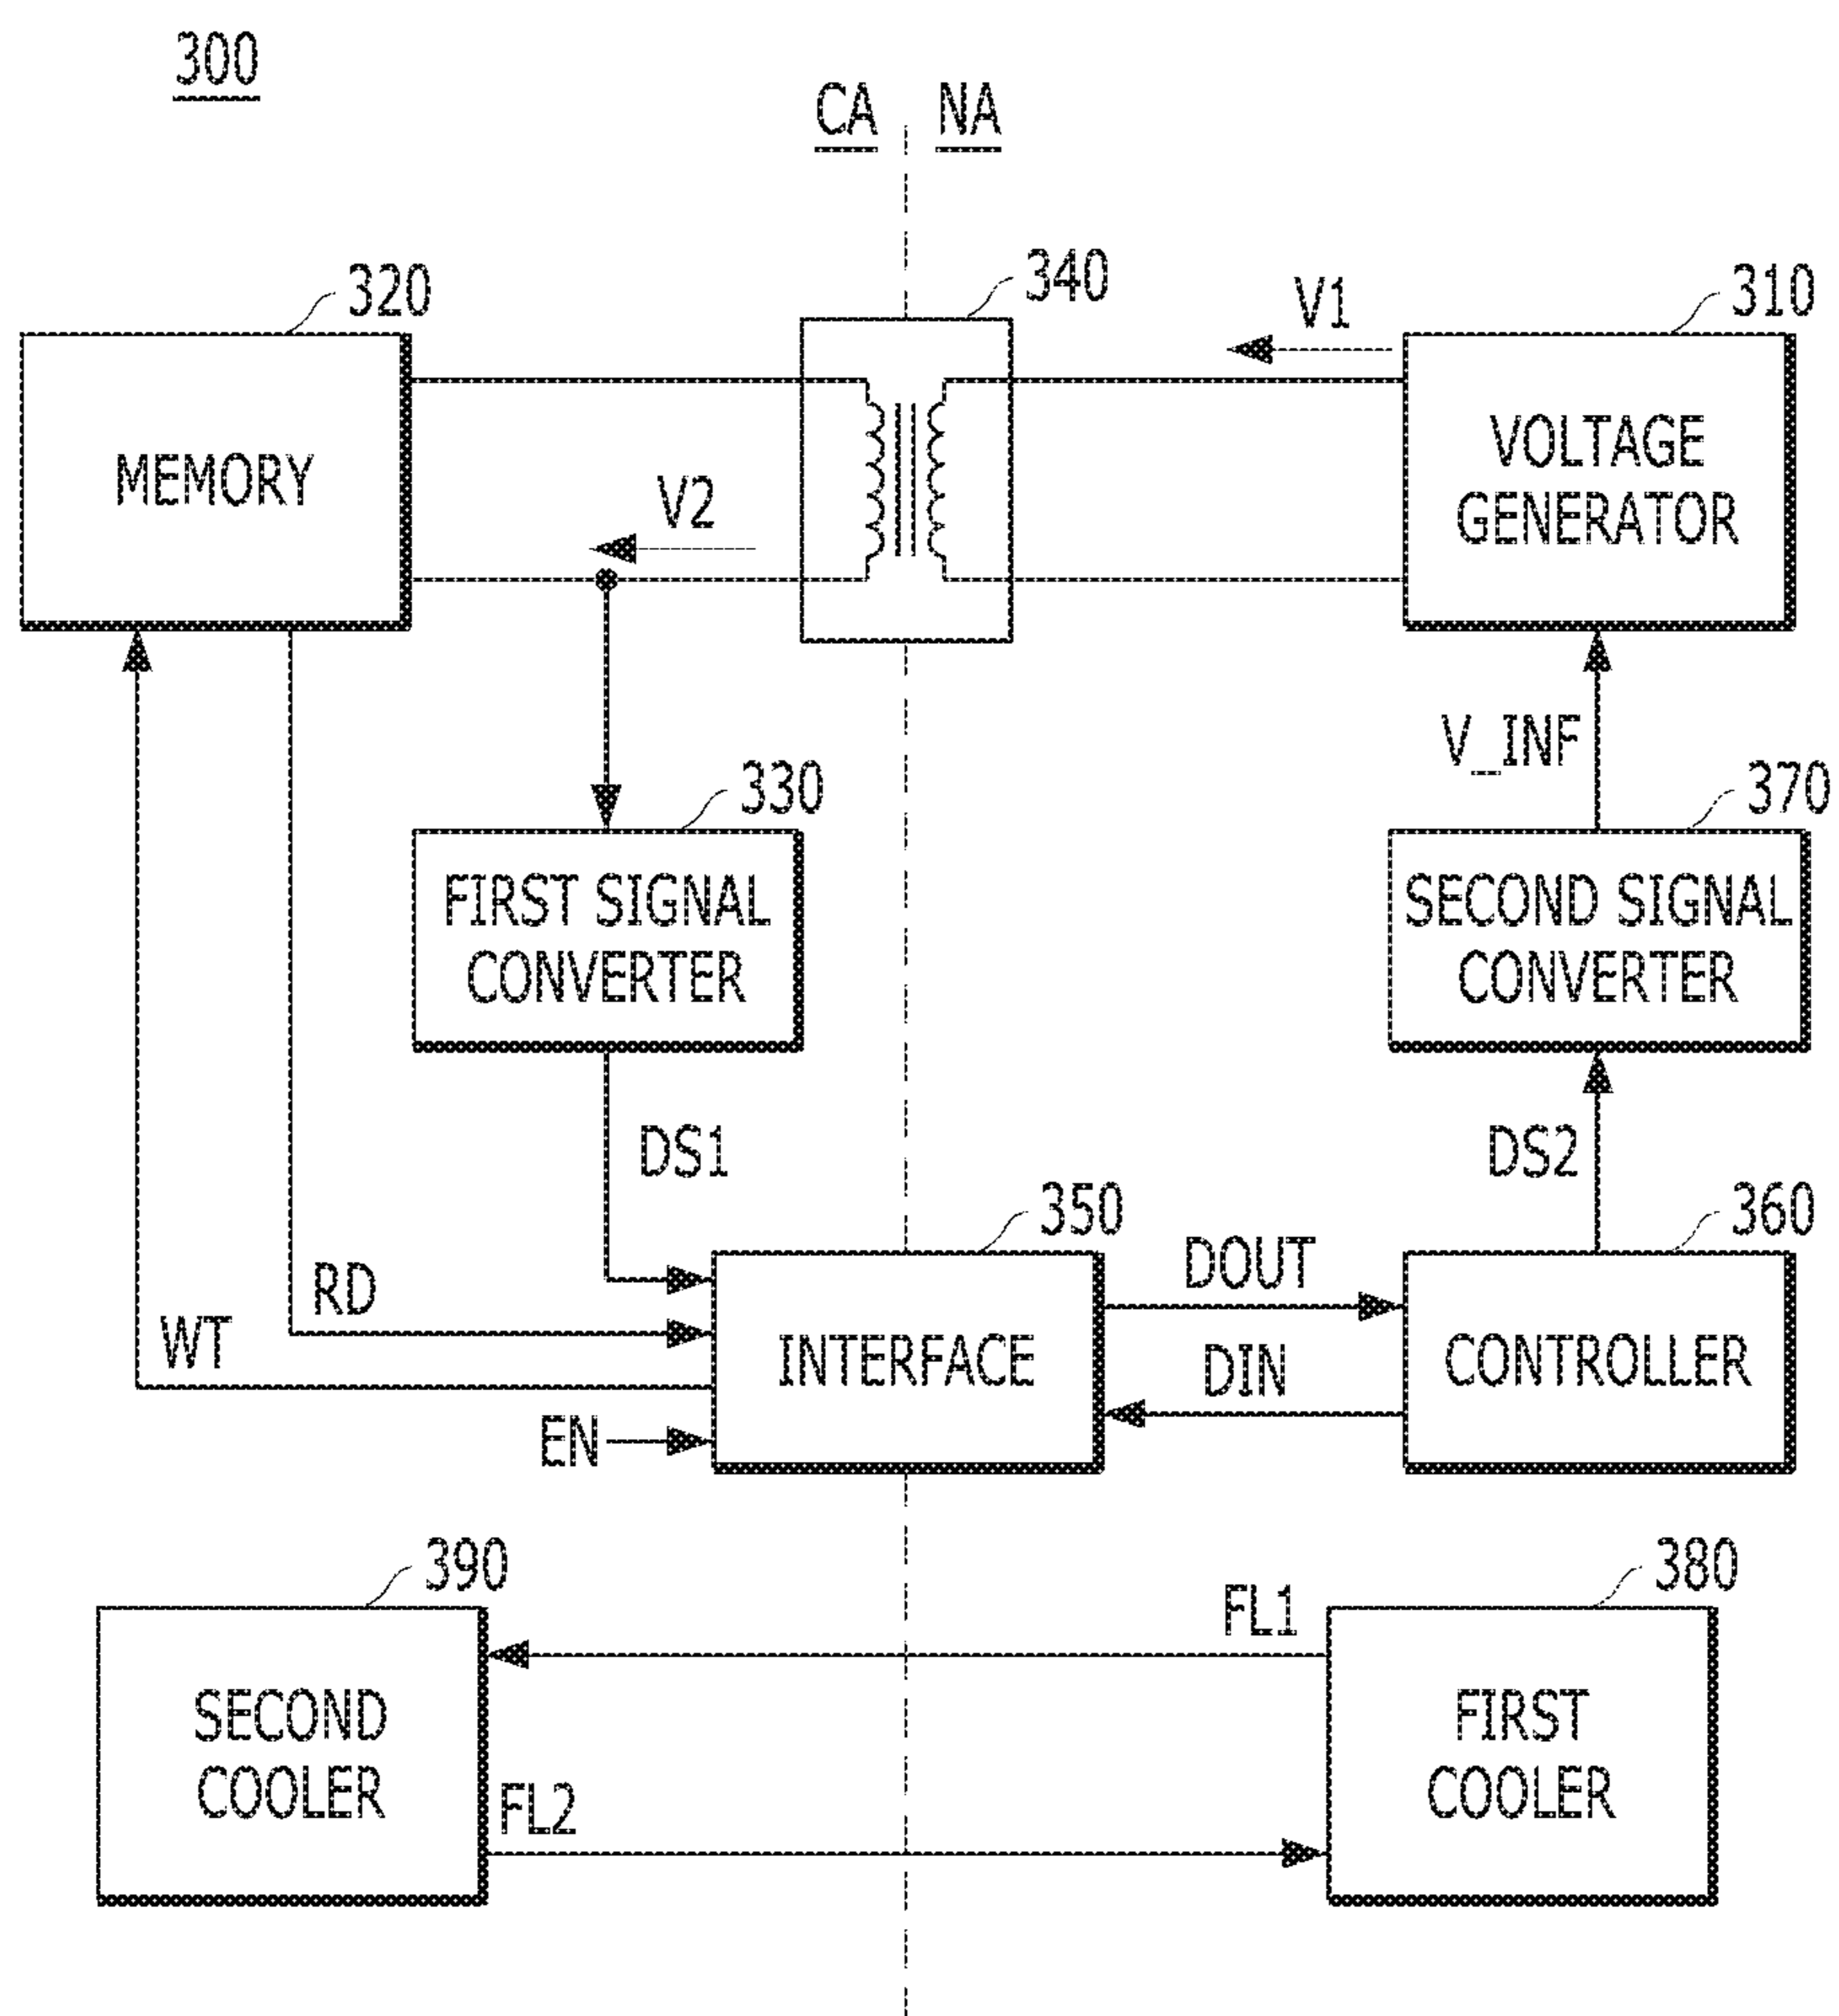 300
CA NA
320
340
V1
310
MEMORY
V2
VOLTAGE
GENERATOR
V_INF
330
370
FIRST SIGNAL
CONVERTER
SECOND SIGNAL
CONVERTER
DS1
DS2
350
360
RD
DOUT
WT
INTERFACE
DIN
CONTROLLER
EN
390
FL1
380
SECOND
COOLER
FIRST
COOLER
FL2